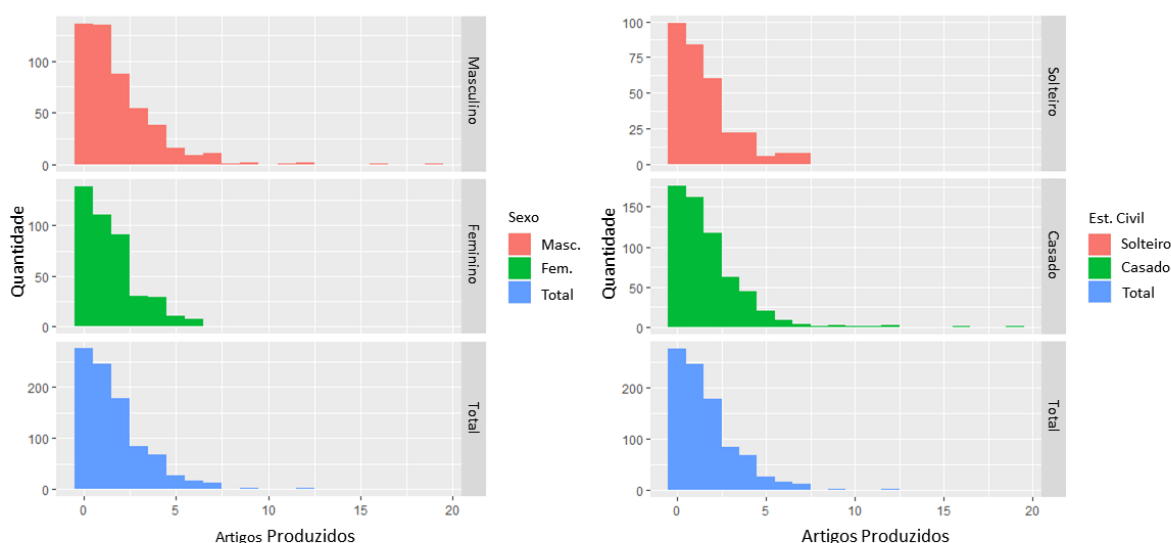 Quantidade
100
50
0
Masculino
100
50
0
Feminino
200
100
0
Total
0
5
10
15
20
Artigos Produzidos
Sexo
Masc.
Fem.
Total
Quantidade
100
75
50
25
0
Solteiro
150
100
50
0
Casado
200
100
0
Total
0
5
10
15
20
Artigos Produzidos
Est. Civil
Solteiro
Casado
Total